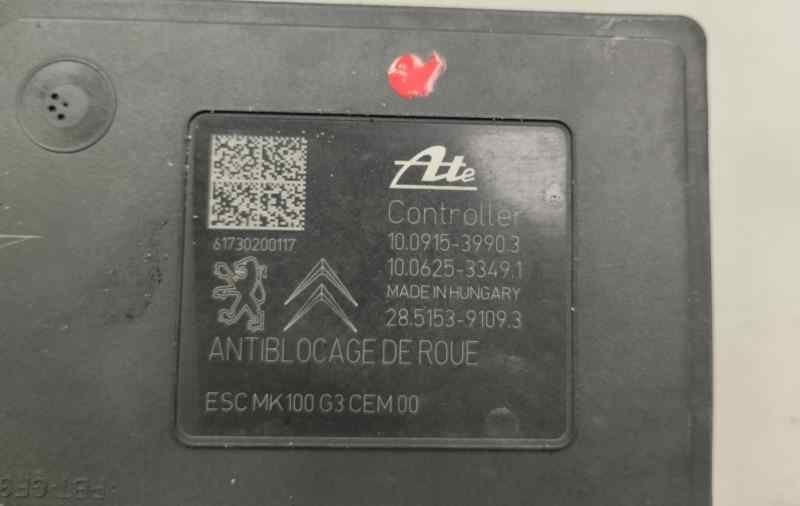 Ate
Controller
10.0915-3990.3
61730200117
10.0625-3349.1
MADE IN HUNGARY
28.5153-9109.3
ANTIBLOCAGE DE ROUE
ESC MK100 G3 CEM 00